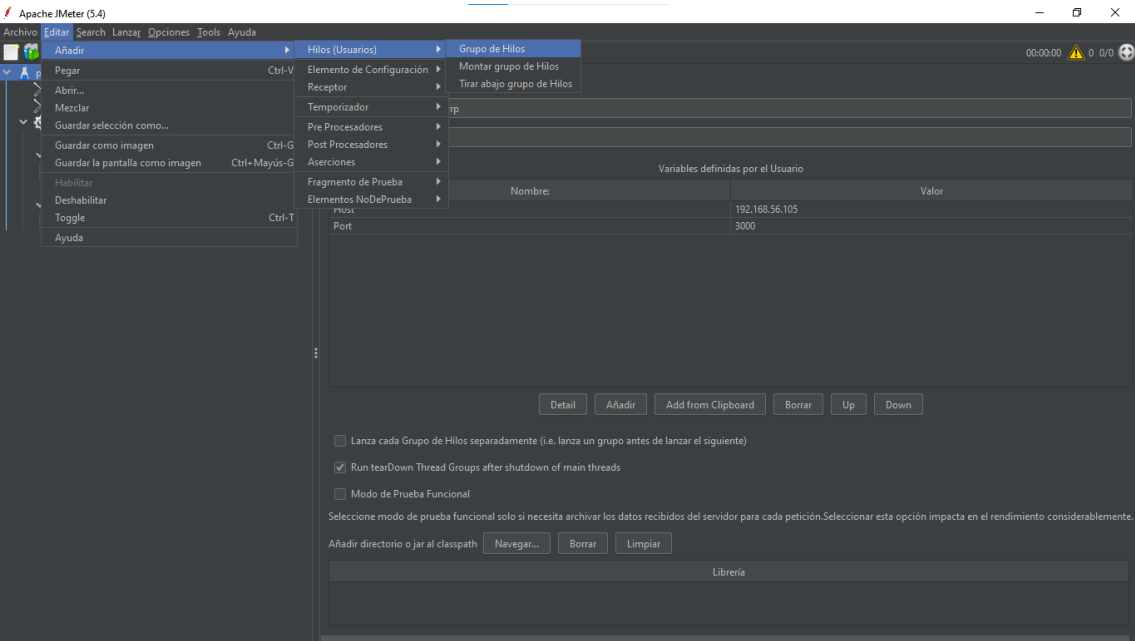 Apache JMeter (5.4)
Archivo Editar Search Lanzar Opciones Tools Ayuda
00:00:00 0 0/0
Añadir
Pegar Ctrl-V
Abrir...
Mezclar
Guardar selección como...
Guardar como imagen Ctrl-G
Guardar la pantalla como imagen Ctrl+Mayús-G
Habilitar
Deshabilitar
Toggle Ctrl-T
Ayuda
Hilos (Usuarios)
Elemento de Configuración
Receptor
Temporizador
Pre Procesadores
Post Procesadores
Aserciones
Fragmento de Prueba
Elementos NoDePrueba
Grupo de Hilos
Montar grupo de Hilos
Tirar abajo grupo de Hilos
Variables definidas por el Usuario
Nombre: Valor
Host 192.168.56.105
Port 3000
Detail Añadir Add from Clipboard Borrar Up Down
Lanza cada Grupo de Hilos separadamente (i.e. lanza un grupo antes de lanzar el siguiente)
Run tearDown Thread Groups after shutdown of main threads
Modo de Prueba Funcional
Seleccione modo de prueba funcional solo si necesita archivar los datos recibidos del servidor para cada petición.Seleccionar esta opción impacta en el rendimiento considerablemente.
Añadir directorio o jar al classpath Navegar... Borrar Limpiar
Librería